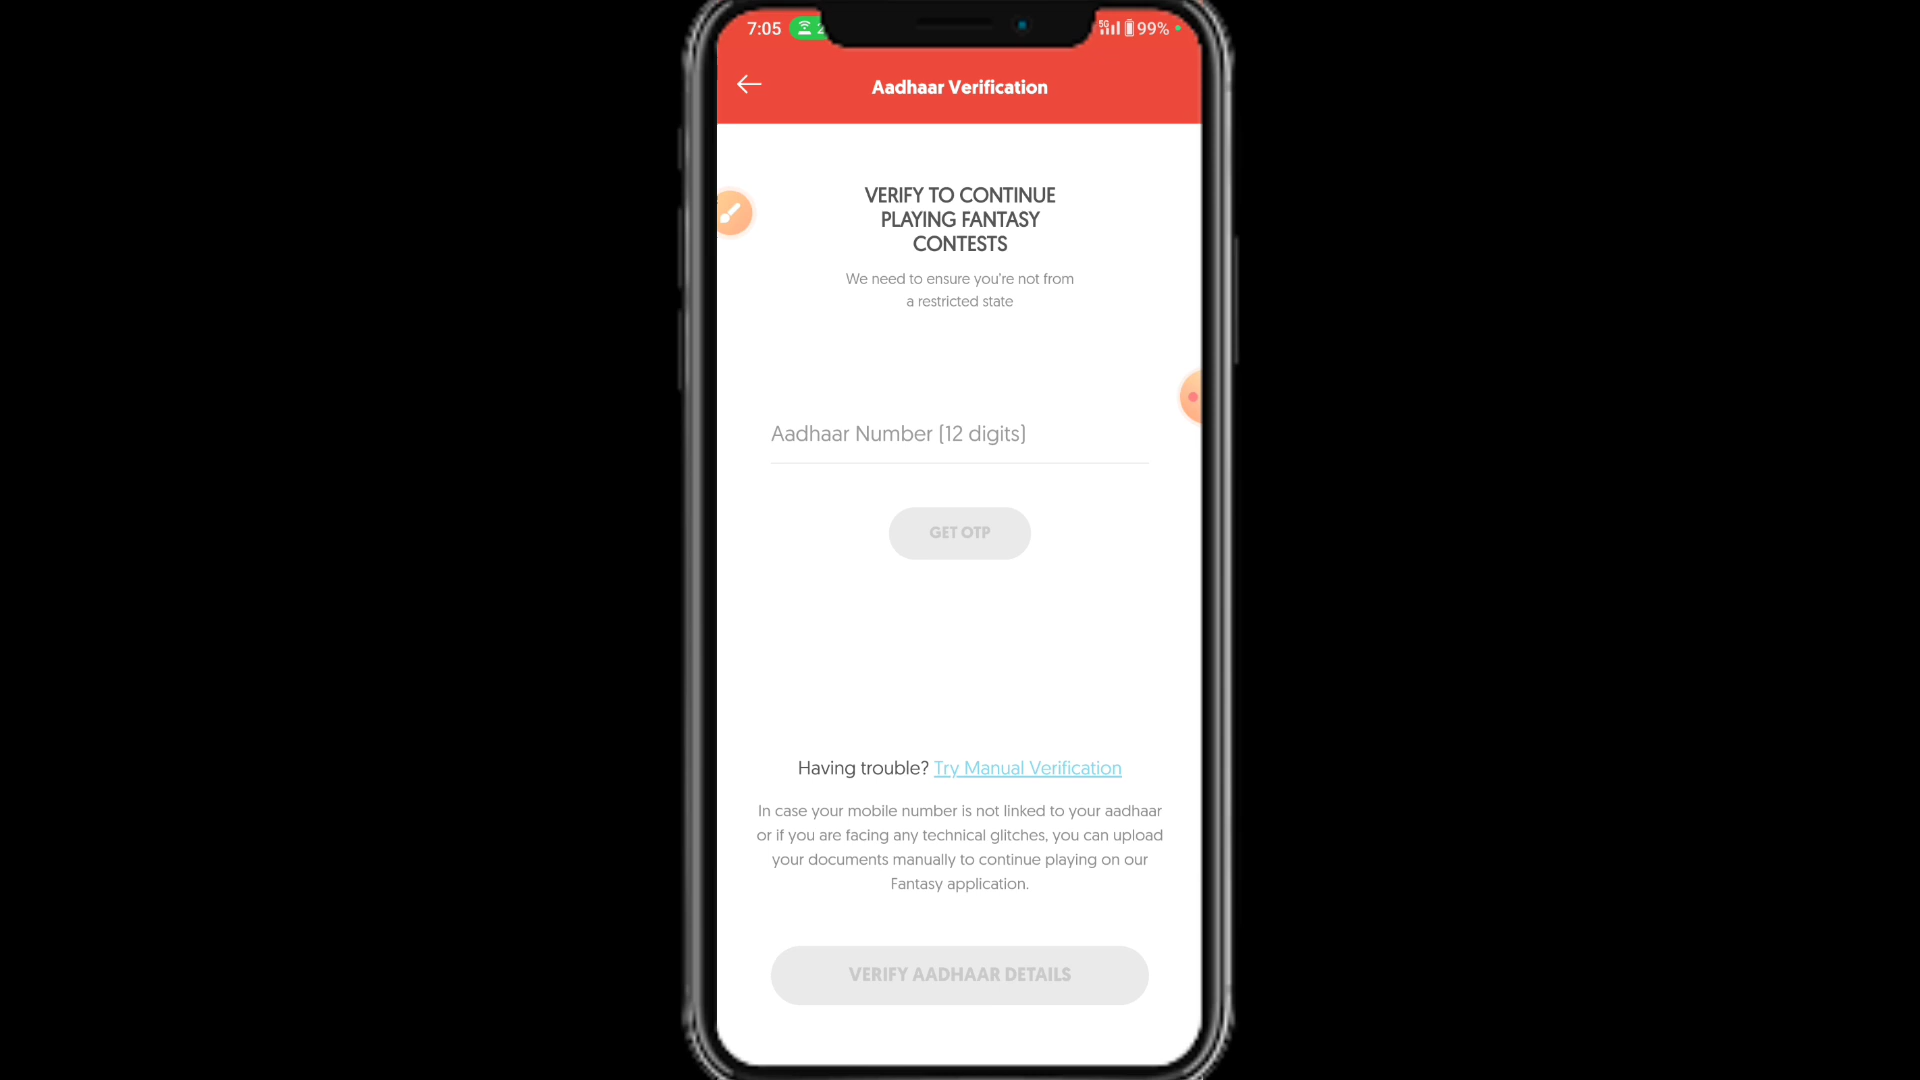 7:05
5G
99%
Aadhaar Verification
VERIFY TO CONTINUE
PLAYING FANTASY
CONTESTS
We need to ensure you're not from
a restricted state
Aadhaar Number (12 digits)
GET OTP
Having trouble? Try Manual Verification
In case your mobile number is not linked to your aadhaar
or if you are facing any technical glitches, you can upload
your documents manually to continue playing on our
Fantasy application.
VERIFY AADHAAR DETAILS